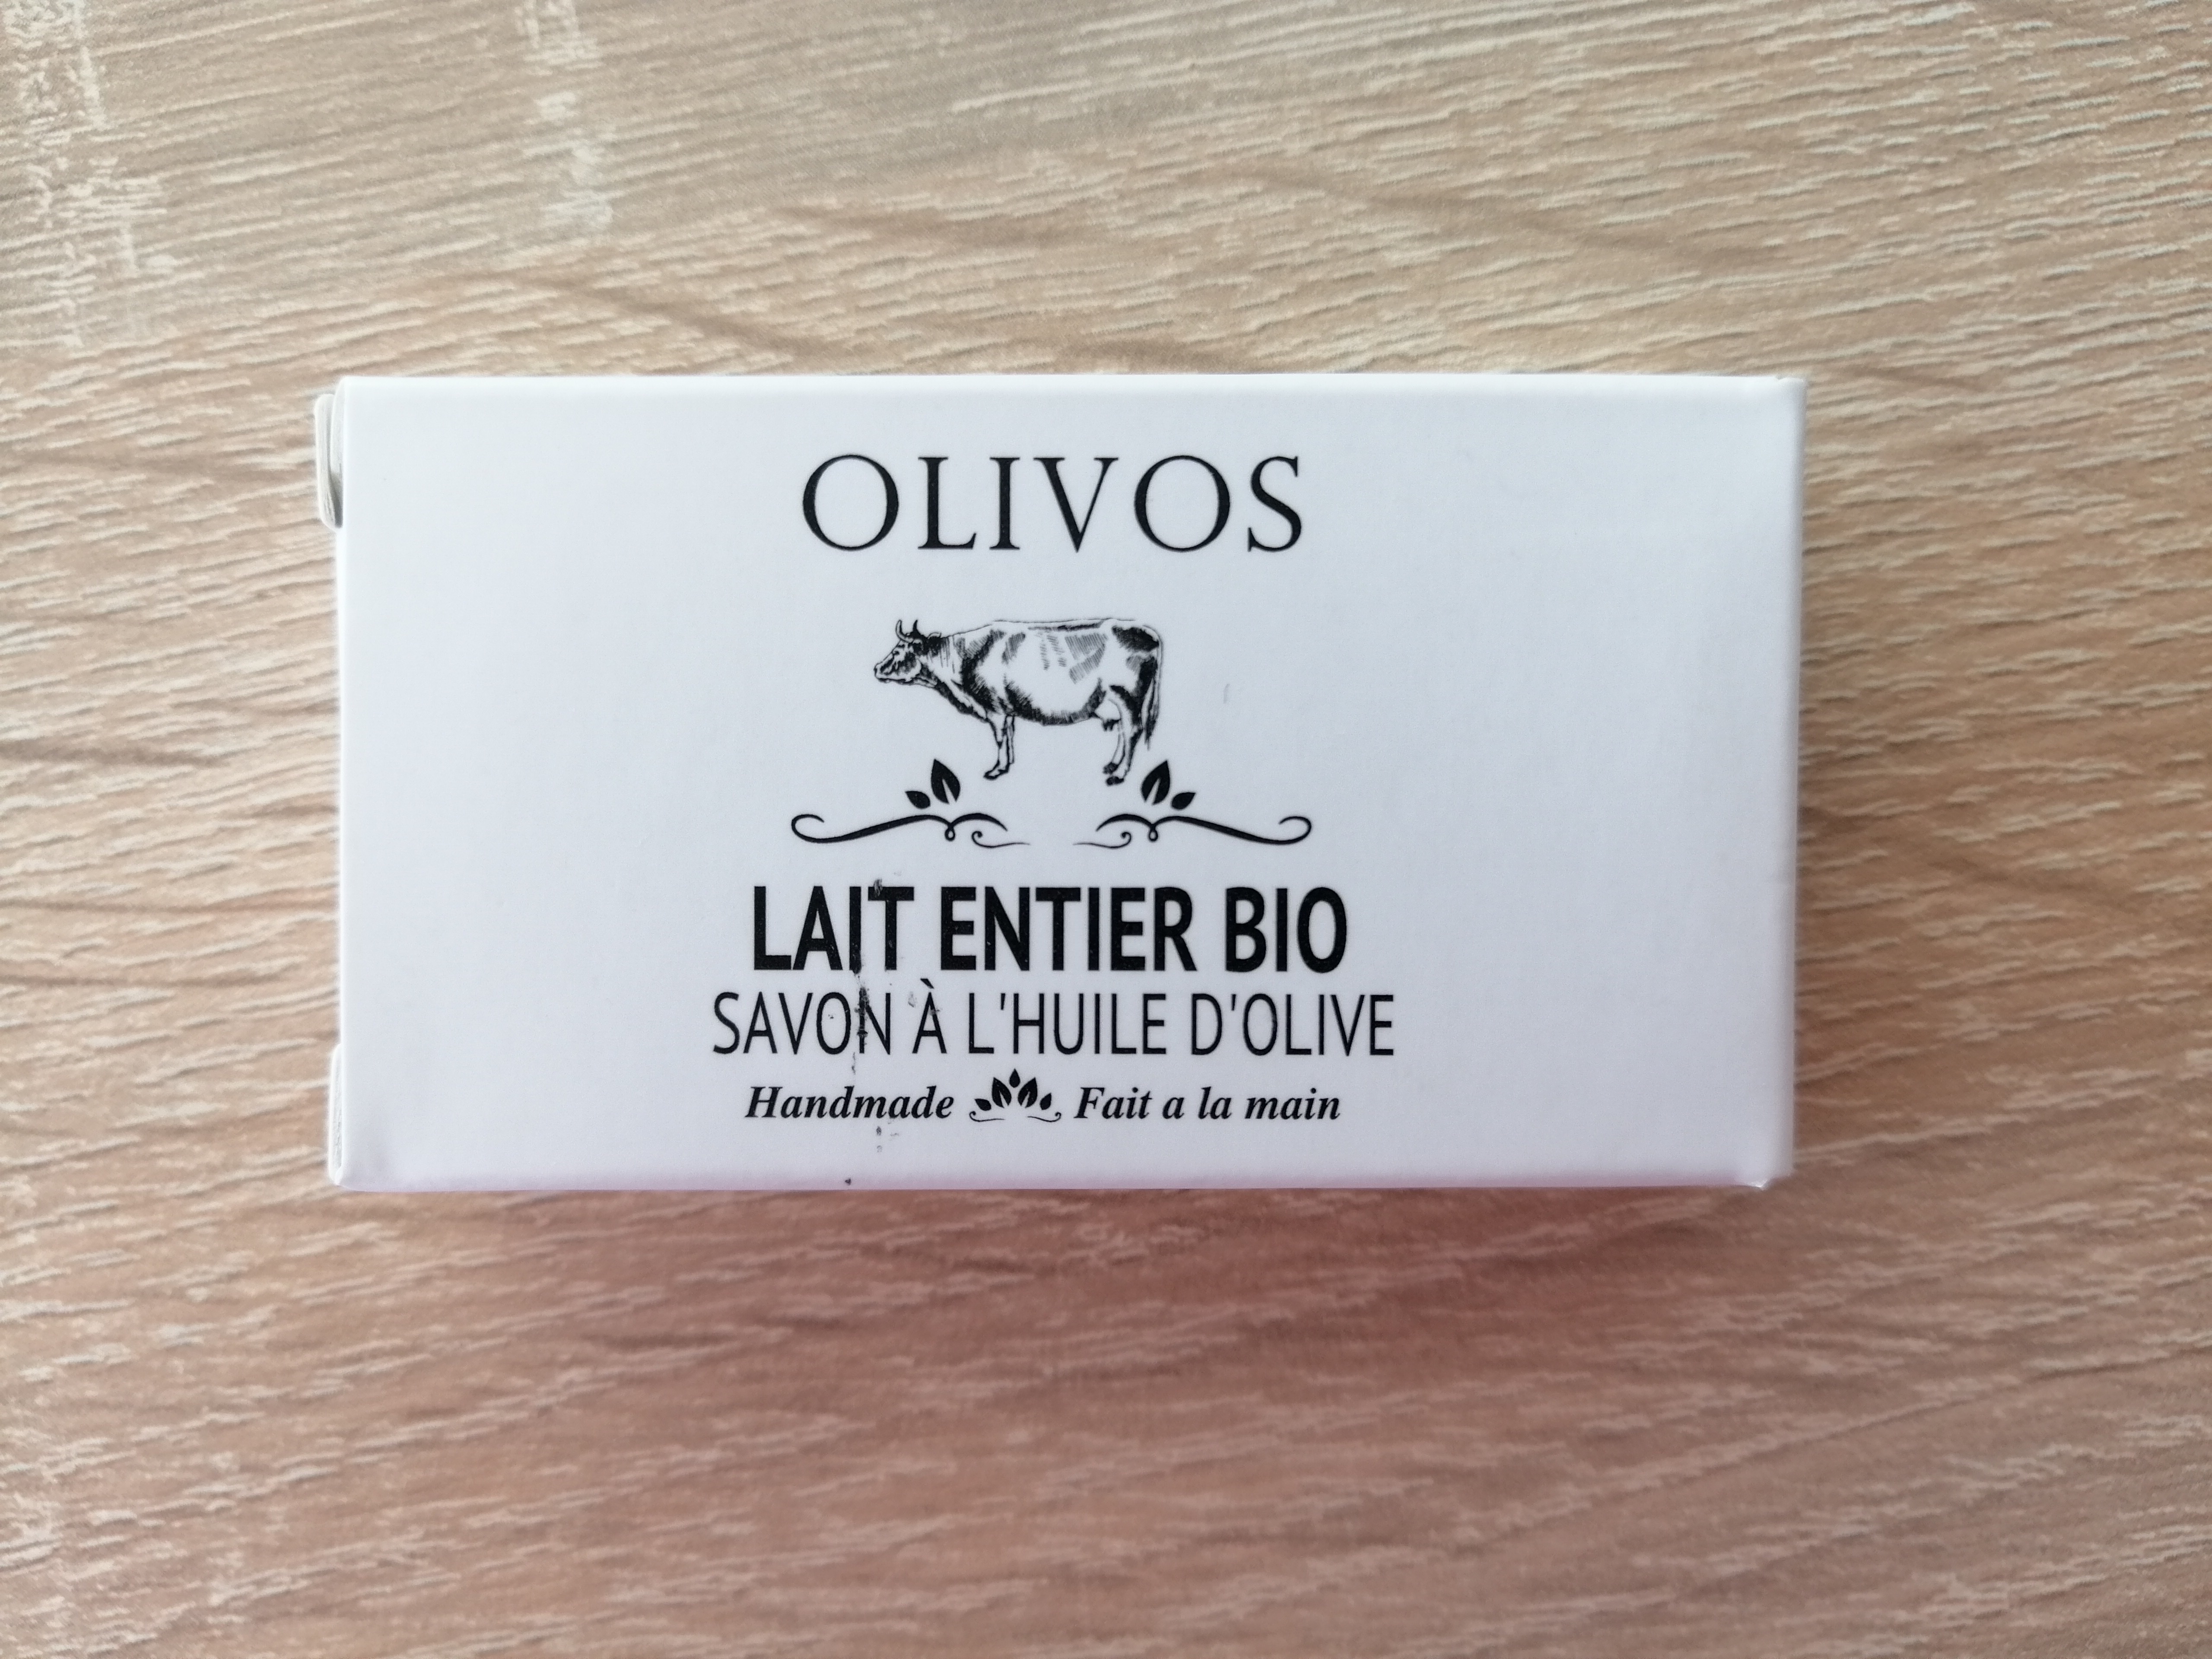 OLIVOS
LAIT ENTIER BIO
SAVON À L'HUILE D'OLIVE
Handmade Fait a la main